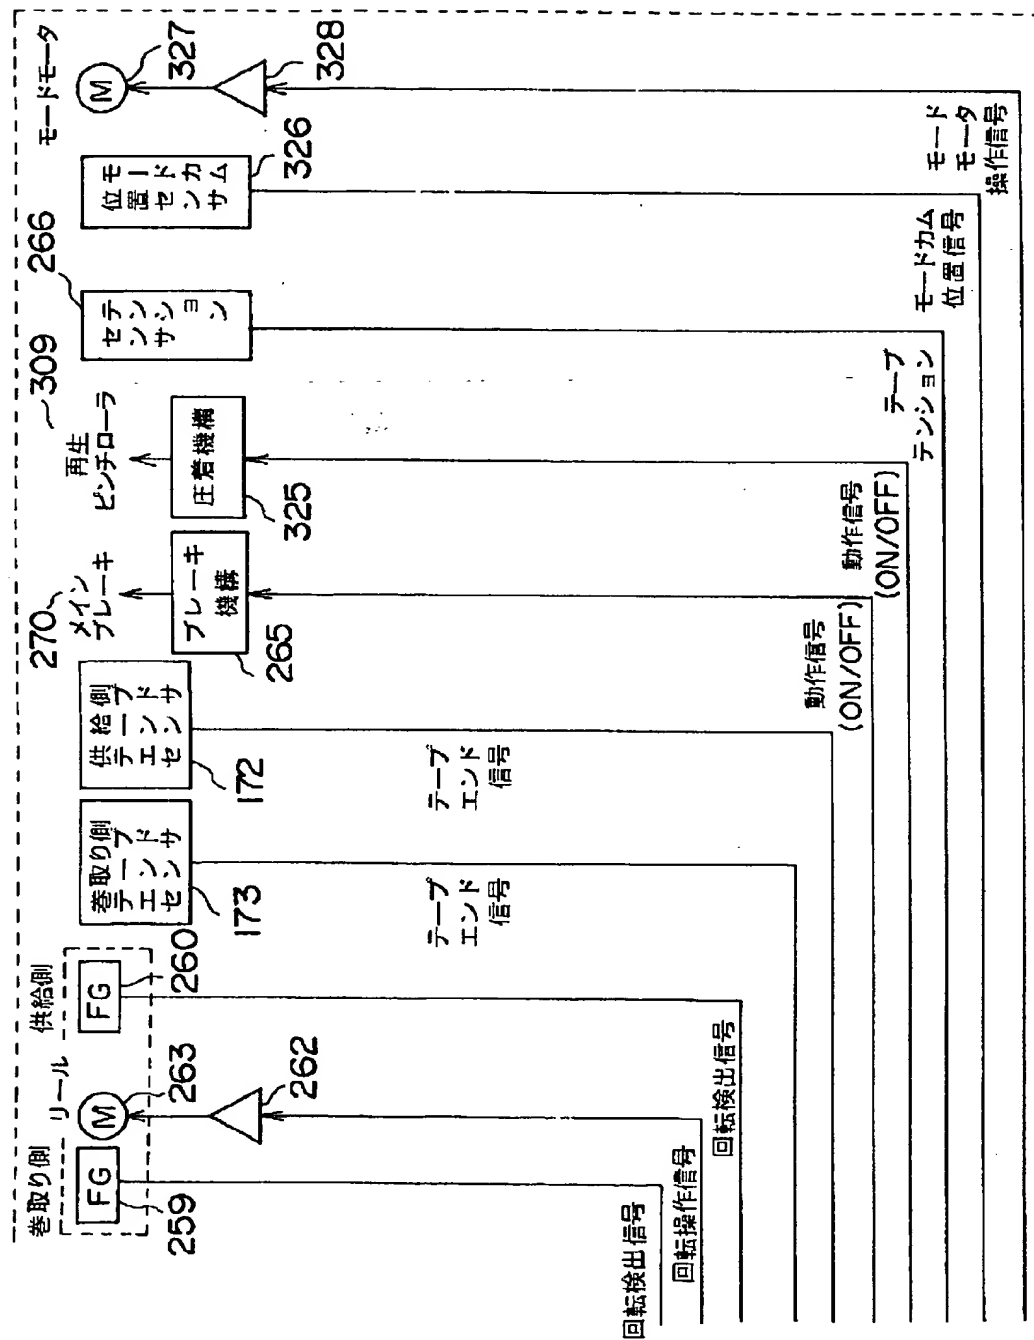 巻取り側
リール
供給側
FG
259
M
263
262
FG
260
回転検出信号
回転操作信号
回転検出信号
巻取り側
テープ
エンド
センサ
173
テープ
エンド
信号
供給側
テープ
エンド
センサ
172
テープ
エンド
信号
270
メイン
ブレーキ
ブレーキ
機構
265
動作信号
(ON/OFF)
再生
ピンチローラ
圧着機構
325
動作信号
(ON/OFF)
309
266
テンション
センサ
テープ
テンション
モードカム
位置センサ
326
モードカム
位置信号
モードモータ
M
327
328
モード
モータ
操作信号